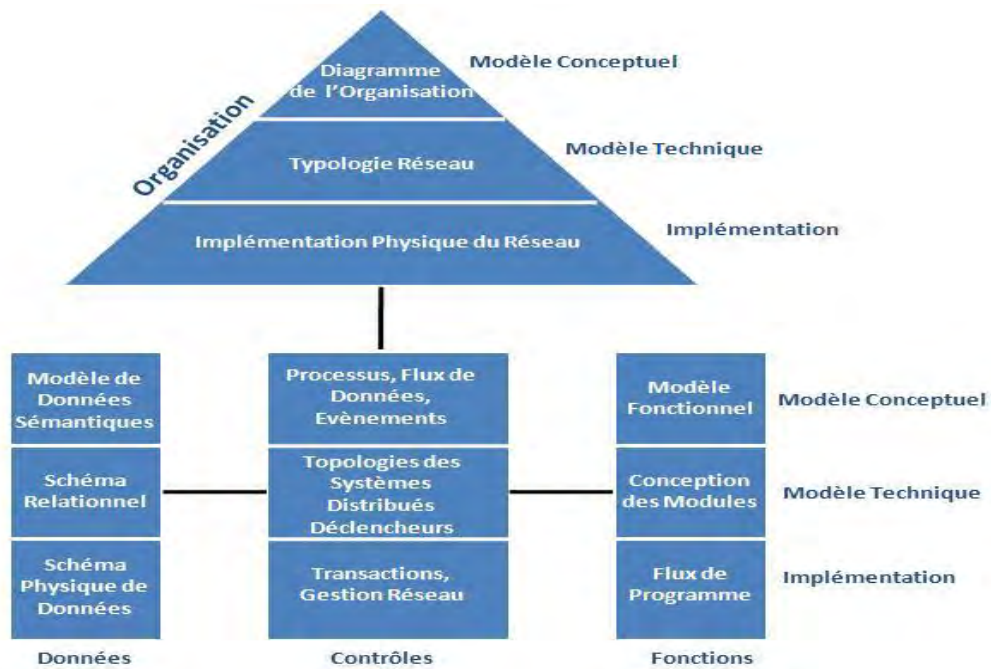 Diagramme
de l'Organisation
Modèle Conceptuel
Organisation
Typologie Réseau
Modèle Technique
Implémentation Physique du Réseau
Implémentation
Modèle de
Données
Sémantiques
Processus, Flux de
Données,
Evènements
Modèle
Fonctionnel
Modèle Conceptuel
Schéma
Relationnel
Topologies des
Systèmes
Distribués
Déclencheurs
Conception
des Modules
Modèle Technique
Schéma
Physique de
Données
Transactions,
Gestion Réseau
Flux de
Programme
Implémentation
Données
Contrôles
Fonctions